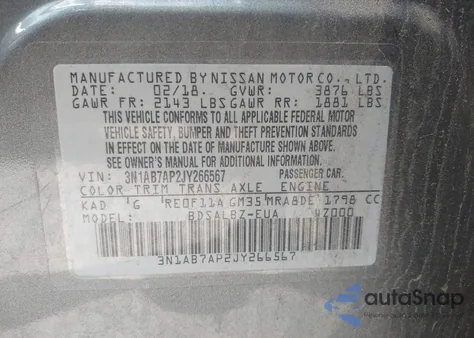 MANUFACTURED BY NISSAN MOTOR CO., LTD.
DATE: 02/18. GVWR: 3876 LBS
GAWR FR: 2143 LBS GAWR RR: 1881 LBS
THIS VEHICLE CONFORMS TO ALL APPLICABLE FEDERAL MOTOR
VEHICLE SAFETY, BUMPER, AND THEFT PREVENTION STANDARDS
IN EFFECT ON THE DATE OF MANUFACTURE SHOWN ABOVE.
SEE OWNER'S MANUAL FOR ADDITIONAL LOADING INFO.
VIN: 3N1AB7AP2JY266567 PASSENGER CAR.
COLOR TRIM TRANS AXLE ENGINE
KAD G RE0F11A GM35 MRA8DE 1798 CC
MODEL: BDSALBZ-EUA
3N1AB7AP2JY266567
autoSnap